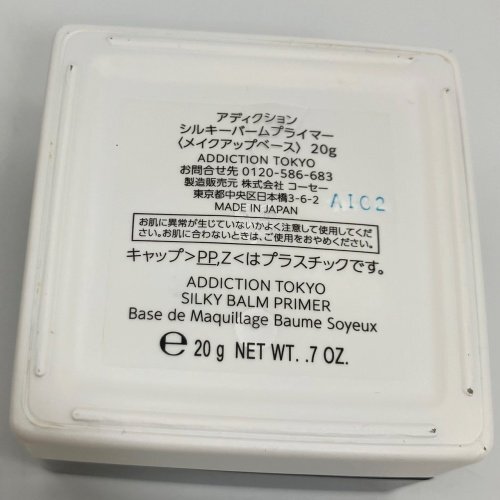 アディクション
シルキーバームプライマー
〈メイクアップベース〉 20g
ADDICTION TOKYO
お問合せ先 0120-586-683
製造販売元 株式会社 コーセー
東京都中央区日本橋3-6-2
MADE IN JAPAN
AI02
お肌に異常が生じていないかよく注意して使用してくだ
さい。お肌に合わないときは、ご使用をおやめください。
キャップ>PP,Z<はプラスチックです。
ADDICTION TOKYO
SILKY BALM PRIMER
Base de Maquillage Baume Soyeux
℮ 20 g NET WT. .7 OZ.